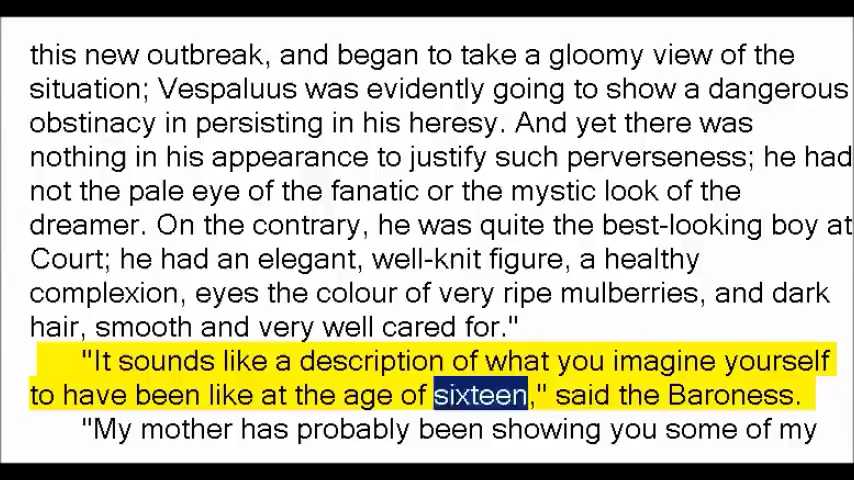 this new outbreak, and began to take a gloomy view of the
situation; Vespaluus was evidently going to show a dangerous
obstinacy in persisting in his heresy. And yet there was
nothing in his appearance to justify such perverseness; he had
not the pale eye of the fanatic or the mystic look of the
dreamer. On the contrary, he was quite the best-looking boy at
Court; he had an elegant, well-knit figure, a healthy
complexion, eyes the colour of very ripe mulberries, and dark
hair, smooth and very well cared for."
"It sounds like a description of what you imagine yourself
to have been like at the age of sixteen," said the Baroness.
"My mother has probably been showing you some of my